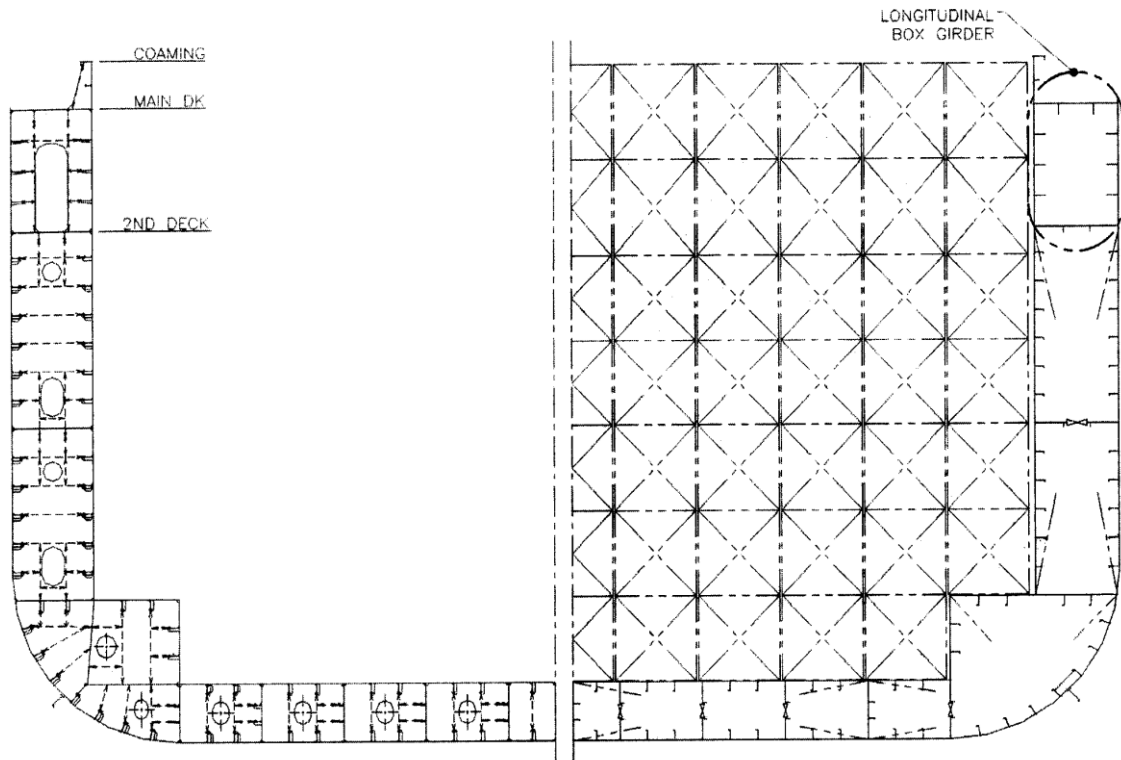 LONGITUDINAL
BOX GIRDER
COAMING
MAIN DK
2ND DECK